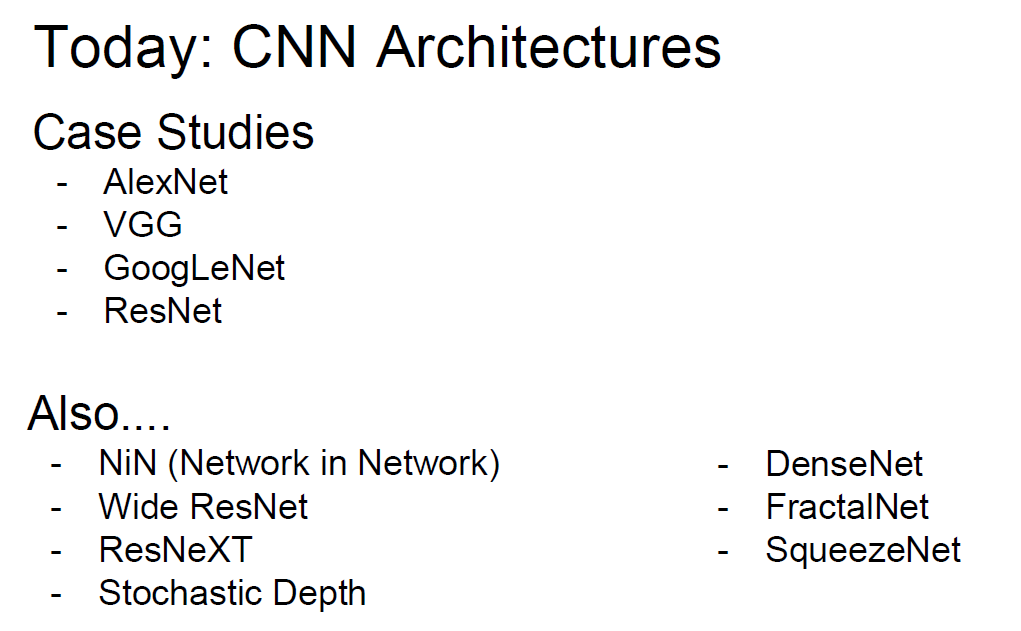 Today: CNN Architectures
Case Studies
- AlexNet
- VGG
- GoogLeNet
- ResNet
Also....
- NiN (Network in Network)
- Wide ResNet
- ResNeXT
- Stochastic Depth
- DenseNet
- FractalNet
- SqueezeNet